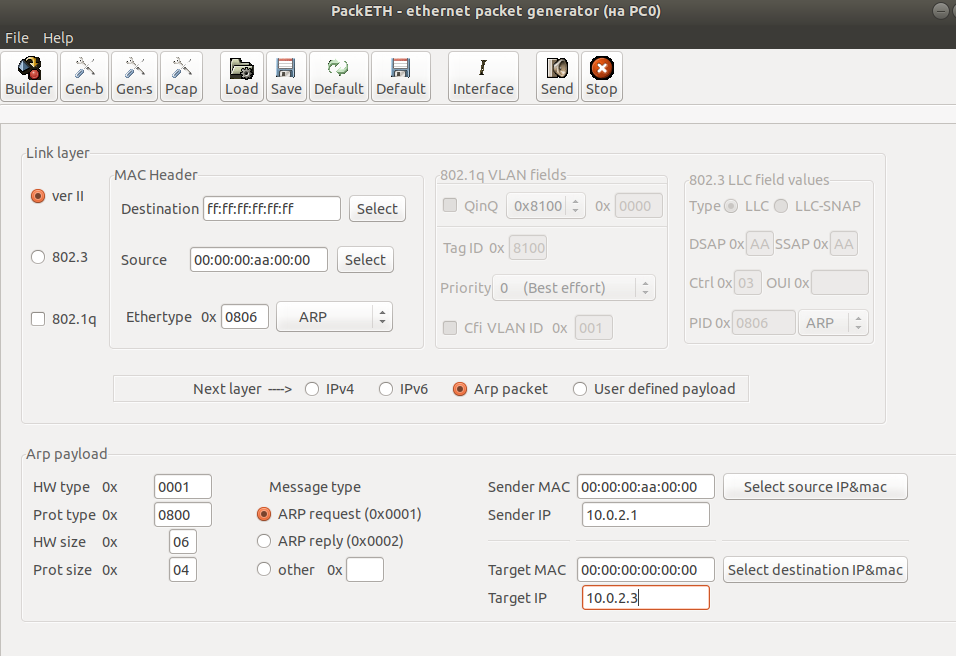 PackETH - ethernet packet generator (на PC0)
File Help
Builder Gen-b Gen-s Pcap Load Save Default Default Interface Send Stop
Link layer
ver II
802.3
802.1q
MAC Header
Destination ff:ff:ff:ff:ff:ff Select
Source 00:00:00:aa:00:00 Select
Ethertype 0x 0806 ARP
802.1q VLAN fields
QinQ 0x8100 0x 0000
Tag ID 0x 8100
Priority 0 (Best effort)
Cfi VLAN ID 0x 001
802.3 LLC field values
Type LLC LLC-SNAP
DSAP 0x AA SSAP 0x AA
Ctrl 0x 03 OUI 0x
PID 0x 0806 ARP
Next layer ----> IPv4 IPv6 Arp packet User defined payload
Arp payload
HW type 0x 0001
Prot type 0x 0800
HW size 0x 06
Prot size 0x 04
Message type
ARP request (0x0001)
ARP reply (0x0002)
other 0x
Sender MAC 00:00:00:aa:00:00 Select source IP&mac
Sender IP 10.0.2.1
Target MAC 00:00:00:00:00:00 Select destination IP&mac
Target IP 10.0.2.3